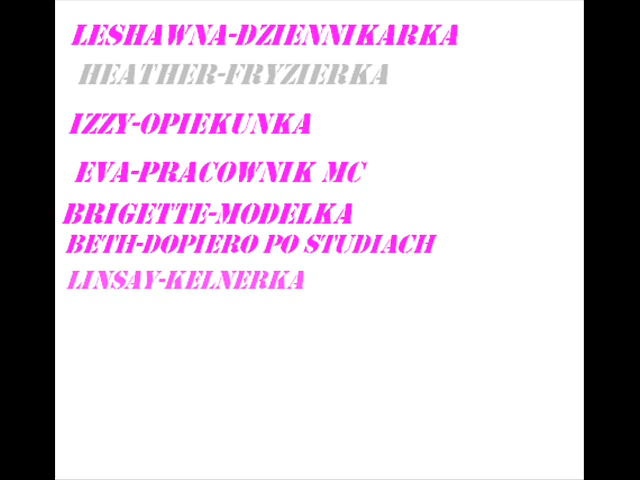 LESHAWNA-DZIENNIKARKA
HEATHER-FRYZIERKA
IZZY-OPIEKUNKA
EVA-PRACOWNIK MC
BRIGETTE-MODELKA
BETH-DOPIERO PO STUDIACH
LINSAY-KELNERKA